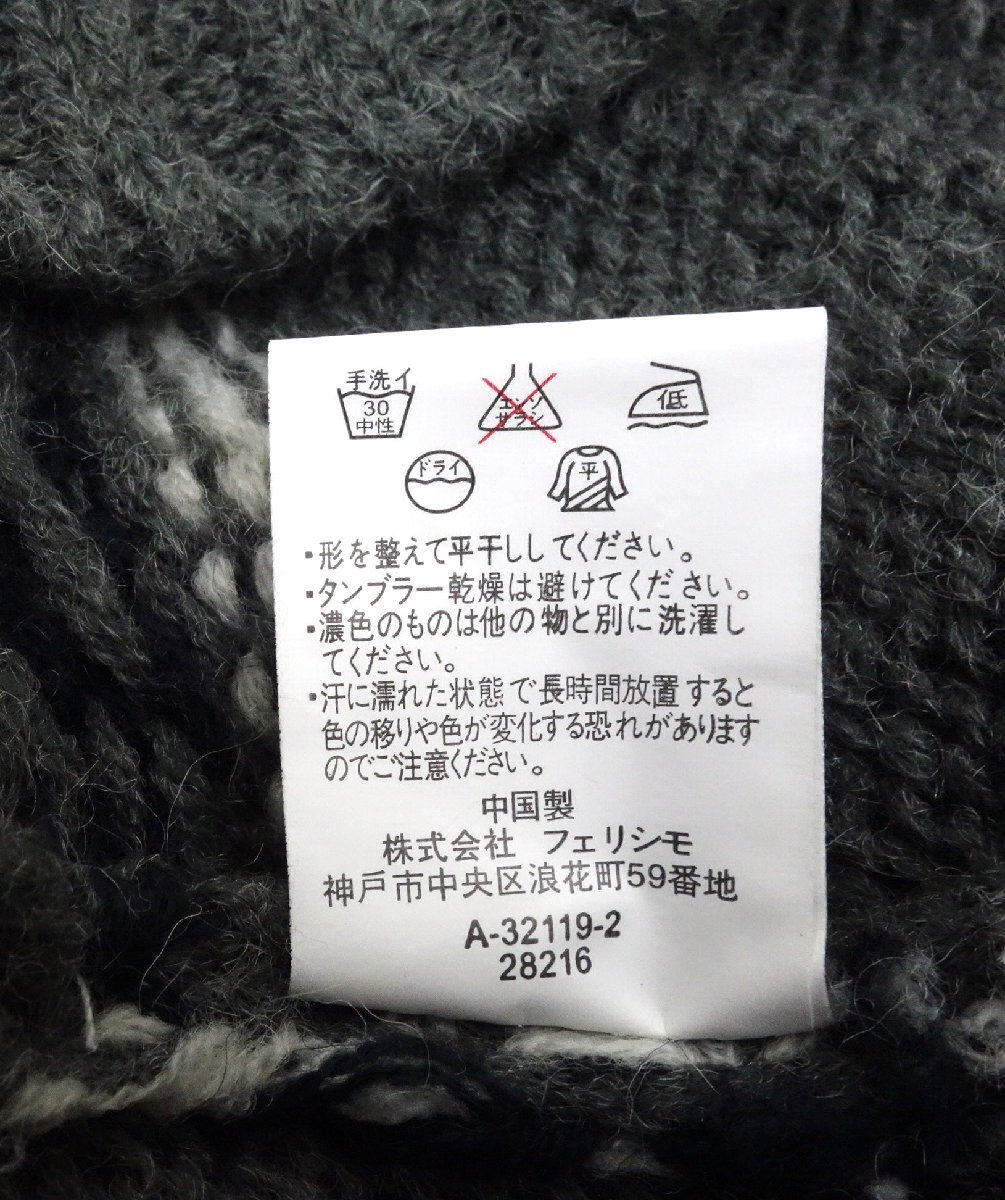 手洗イ
30
中性
エンソ
サラシ
低
ドライ
平
・形を整えて平干ししてください。
・タンブラー乾燥は避けてください。
・濃色のものは他の物と別に洗濯し
てください。
・汗に濡れた状態で長時間放置すると
色の移りや色が変化する恐れがあります
のでご注意ください。
中国製
株式会社 フェリシモ
神戸市中央区浪花町59番地
A-32119-2
28216